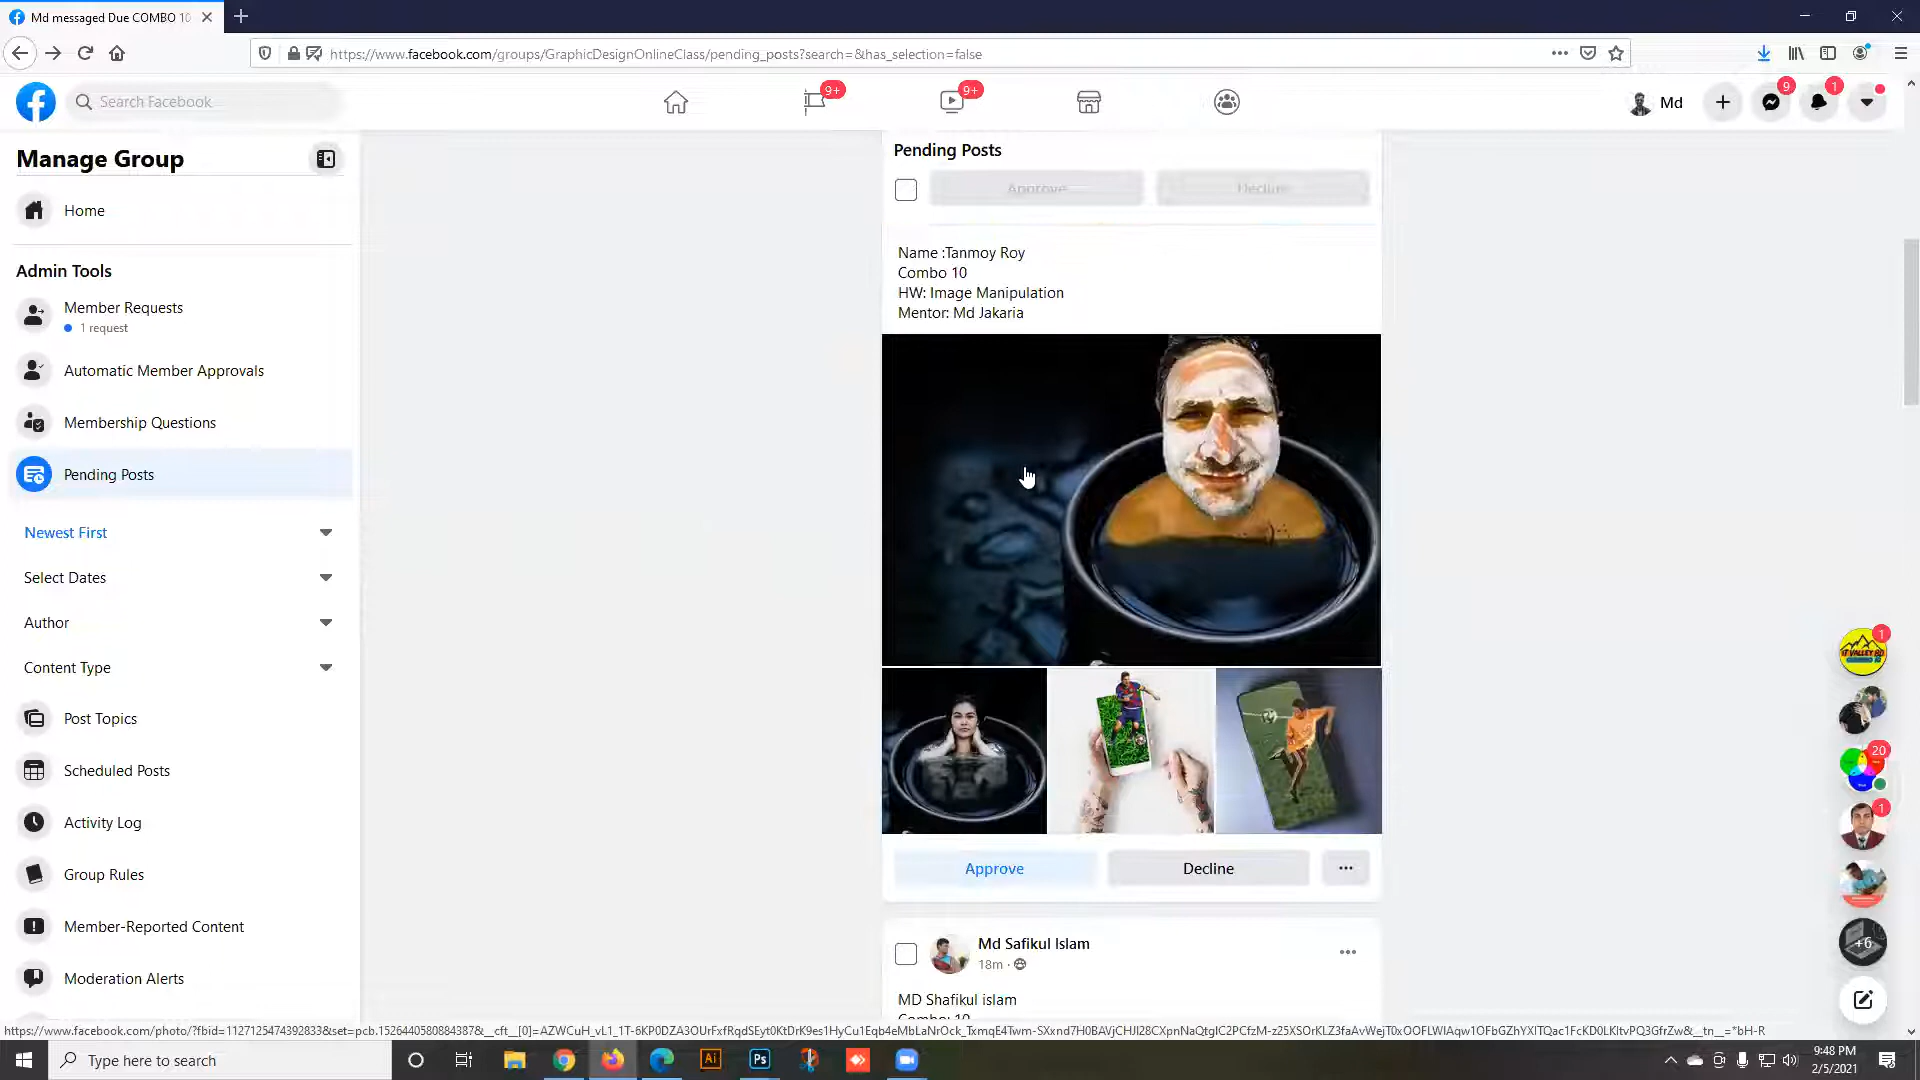 Md messaged Due COMBO 10
https://www.facebook.com/groups/GraphicDesignOnlineClass/pending_posts?search=&has_selection=false
Search Facebook
9+
9+
Md
9
1
Manage Group
Home
Admin Tools
Member Requests
1 request
Automatic Member Approvals
Membership Questions
Pending Posts
Newest First
Select Dates
Author
Content Type
Post Topics
Scheduled Posts
Activity Log
Group Rules
Member-Reported Content
Moderation Alerts
Pending Posts
Approve
Decline
Name :Tanmoy Roy
Combo 10
HW: Image Manipulation
Mentor: Md Jakaria
Approve
Decline
Md Safikul Islam
18m
MD Shafikul islam
Combo: 10
1
20
1
+6
Type here to search
Ai
Ps
9:48 PM
2/5/2021